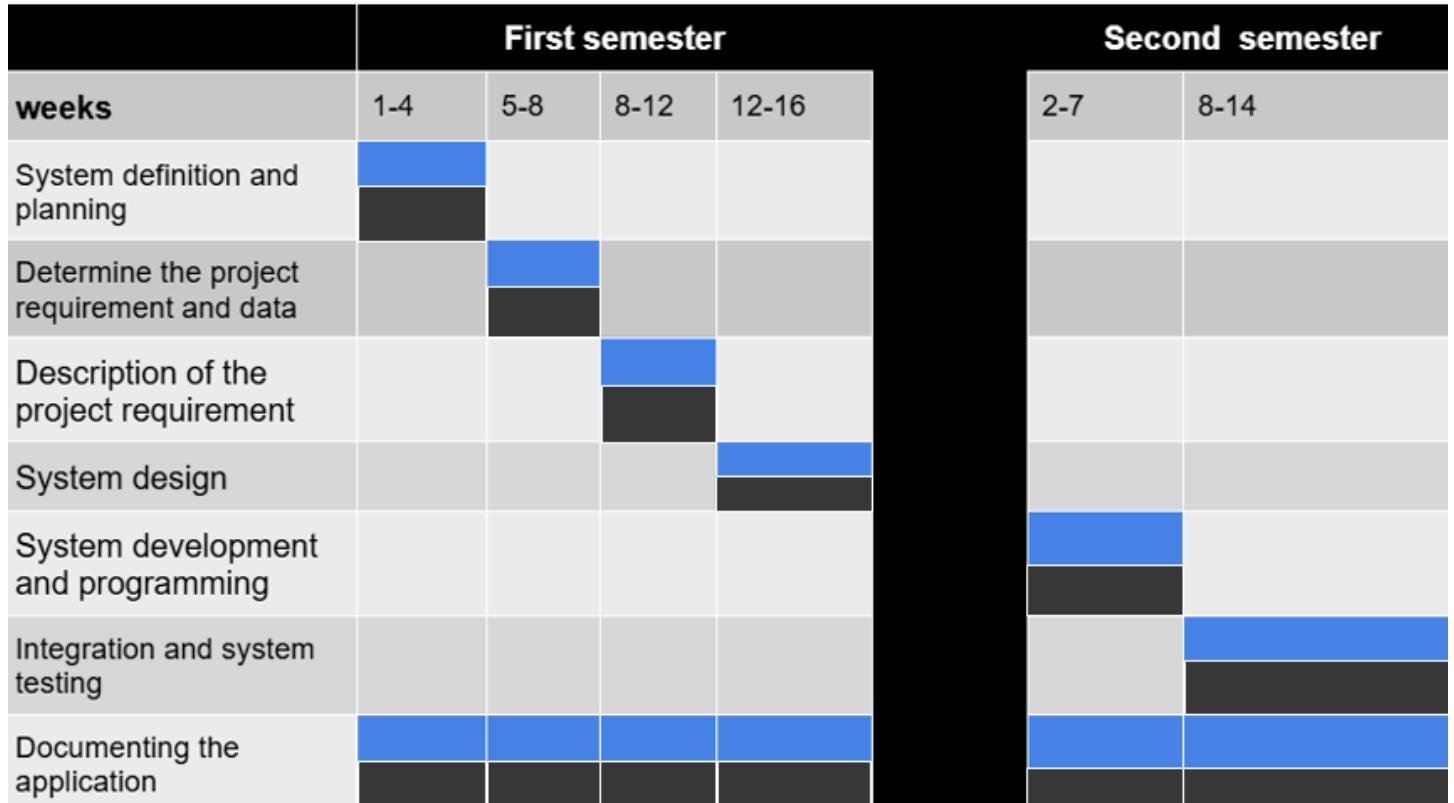 First semester
Second semester
weeks
1-4
5-8
8-12
12-16
2-7
8-14
System definition and
planning
Determine the project
requirement and data
Description of the
project requirement
System design
System development
and programming
Integration and system
testing
Documenting the
application